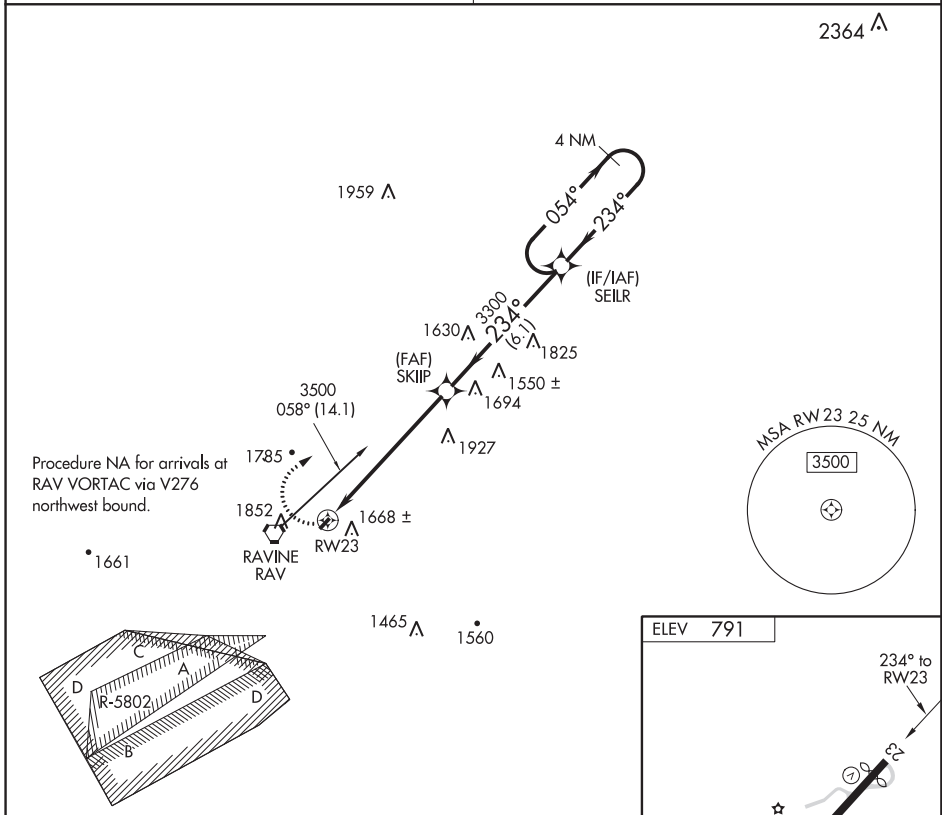 2364
4 NM
1959
054°
234°
(IF/IAF)
SEILR
3300
234°
(6.1)
1630
1825
(FAF)
SKIIP
1550 ±
1694
3500
058° (14.1)
1927
MSA RW 23 25 NM
3500
Procedure NA for arrivals at
RAV VORTAC via V276
northwest bound.
1785
1852
1668 ±
RW23
RAVINE
RAV
1661
1465
1560
ELEV 791
234° to
RW23
23
V
C
A
D
R-5802
D
B